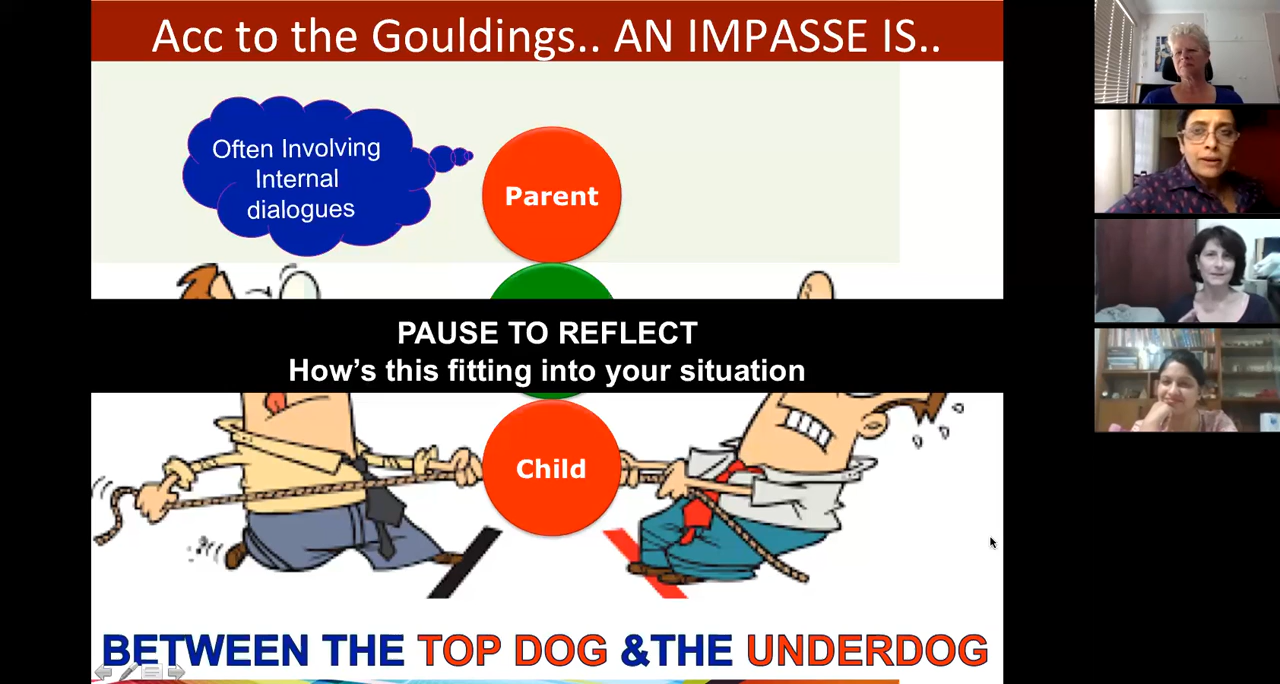 Acc to the Gouldings.. AN IMPASSE IS..
Often Involving
Internal
dialogues
Parent
PAUSE TO REFLECT
How's this fitting into your situation
Child
BETWEEN THE TOP DOG &THE UNDERDOG